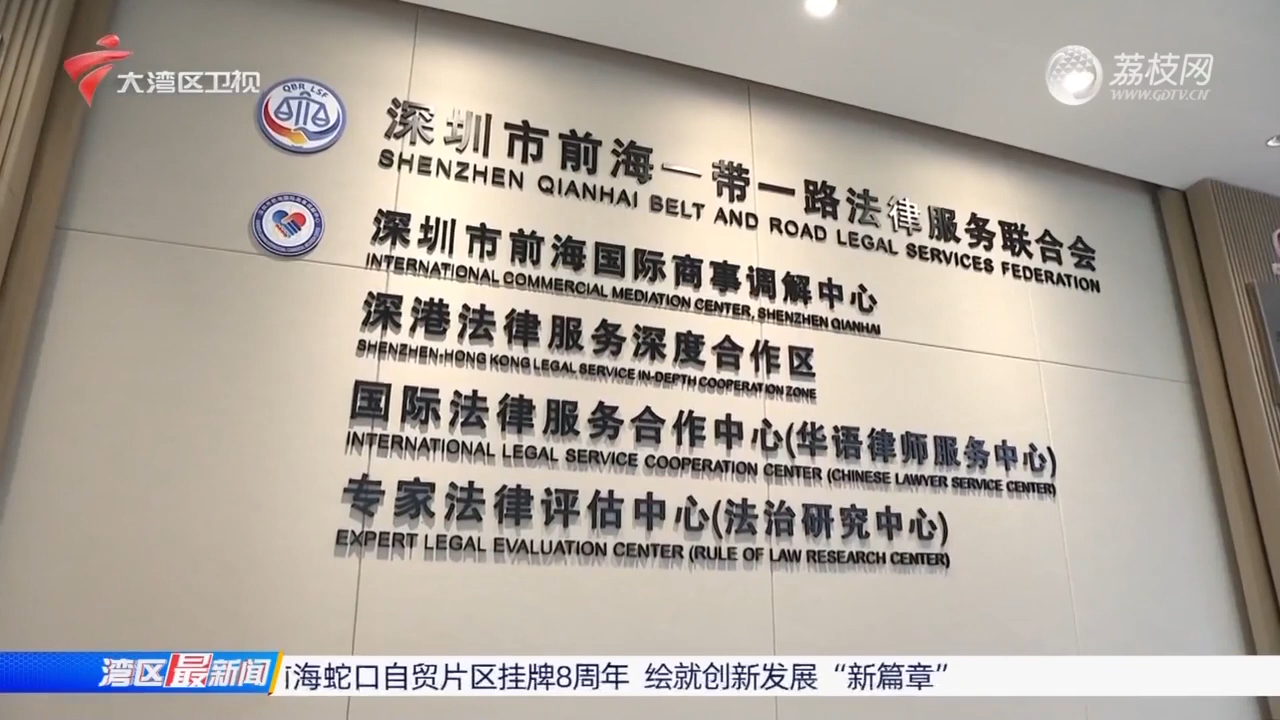 大湾区卫视
荔枝网
WWW.GDTV.CN
QBR LSF
深圳市前海一带一路法律服务联合会
SHENZHEN QIANHAI BELT AND ROAD LEGAL SERVICES FEDERATION
深圳市前海国际商事调解中心
INTERNATIONAL COMMERCIAL MEDIATION CENTER, SHENZHEN QIANHAI
深港法律服务深度合作区
SHENZHEN-HONG KONG LEGAL SERVICE IN-DEPTH COOPERATION ZONE
国际法律服务合作中心(华语律师服务中心)
INTERNATIONAL LEGAL SERVICE COOPERATION CENTER (CHINESE LAWYER SERVICE CENTER)
专家法律评估中心(法治研究中心)
EXPERT LEGAL EVALUATION CENTER (RULE OF LAW RESEARCH CENTER)
湾区最新闻
海蛇口自贸片区挂牌8周年 绘就创新发展“新篇章”